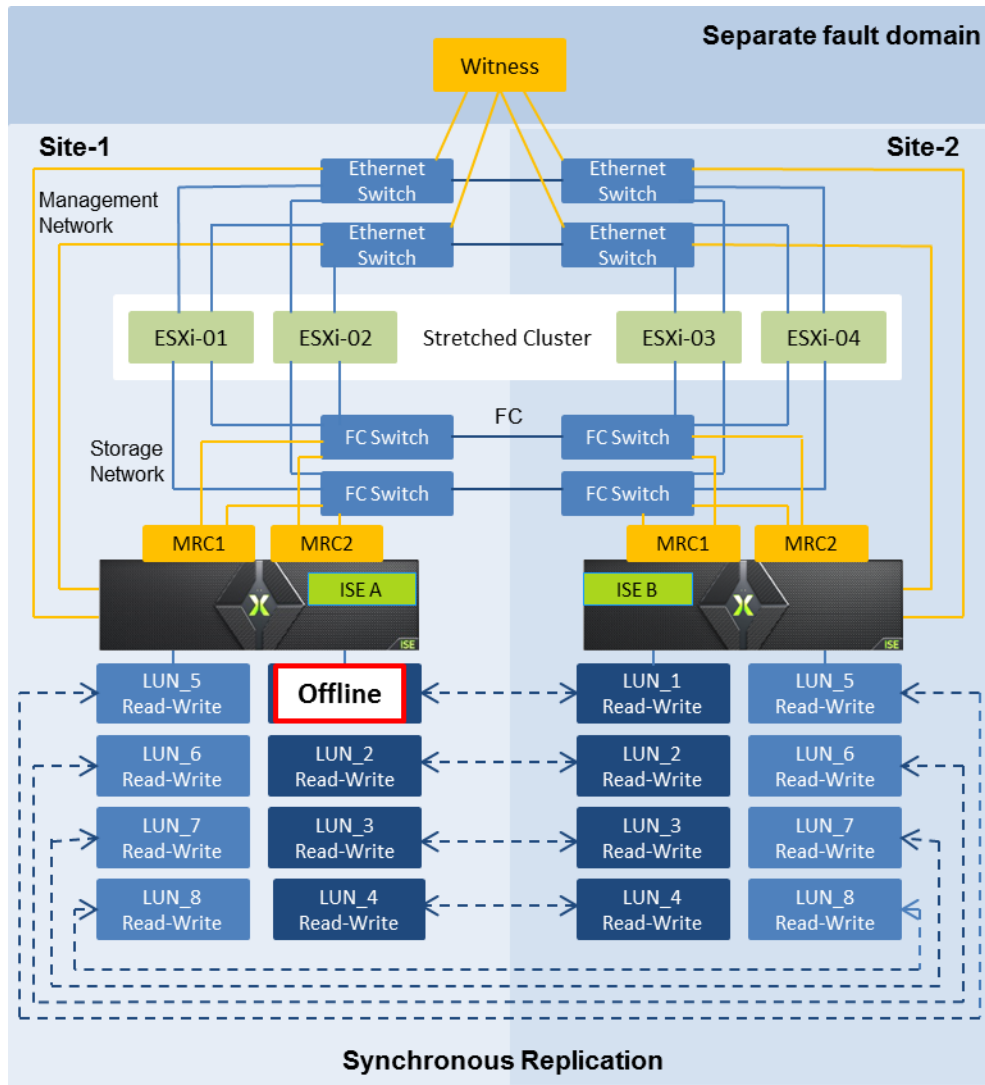 Separate fault domain
Witness
Site-1
Site-2
Ethernet
Switch
Ethernet
Switch
Management
Network
Ethernet
Switch
Ethernet
Switch
ESXi-01
ESXi-02
Stretched Cluster
ESXi-03
ESXi-04
FC
FC Switch
FC Switch
Storage
Network
FC Switch
FC Switch
MRC1
MRC2
MRC1
MRC2
ISE A
ISE
ISE B
ISE
LUN_5
Read-Write
Offline
LUN_1
Read-Write
LUN_5
Read-Write
LUN_6
Read-Write
LUN_2
Read-Write
LUN_2
Read-Write
LUN_6
Read-Write
LUN_7
Read-Write
LUN_3
Read-Write
LUN_3
Read-Write
LUN_7
Read-Write
LUN_8
Read-Write
LUN_4
Read-Write
LUN_4
Read-Write
LUN_8
Read-Write
Synchronous Replication